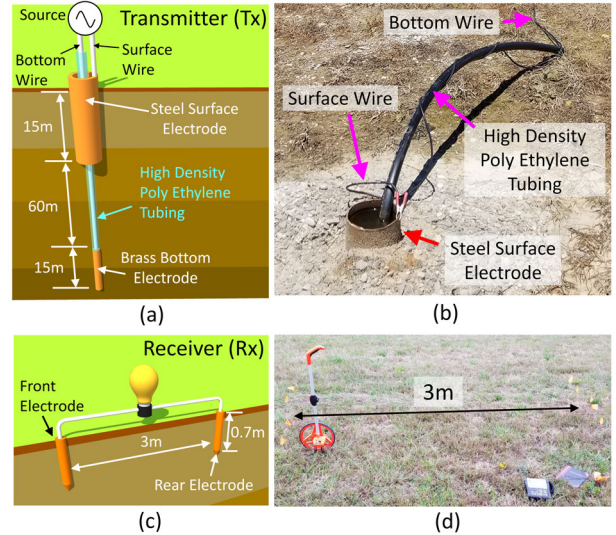 Source
Transmitter (Tx)
Bottom
Wire
Surface
Wire
15m
Steel Surface
Electrode
60m
High Density
Poly Ethylene
Tubing
15m
Brass Bottom
Electrode
(a)
Bottom Wire
Surface Wire
High Density
Poly Ethylene
Tubing
Steel Surface
Electrode
(b)
Receiver (Rx)
Front
Electrode
3m
0.7m
Rear Electrode
(c)
3m
(d)